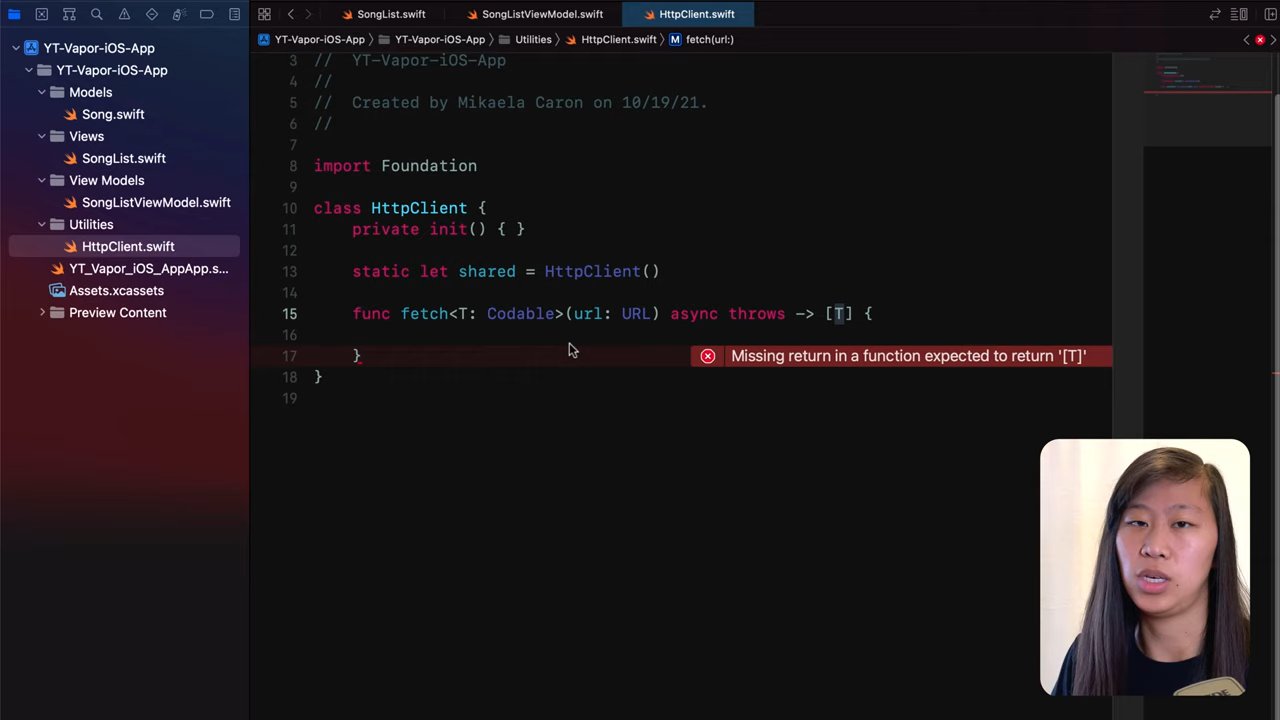 SongList.swift
SongListViewModel.swift
HttpClient.swift
YT-Vapor-iOS-App
YT-Vapor-iOS-App
Utilities
HttpClient.swift
M
fetch(url:)
YT-Vapor-iOS-App
YT-Vapor-iOS-App
Models
Song.swift
Views
SongList.swift
View Models
SongListViewModel.swift
Utilities
HttpClient.swift
YT_Vapor_iOS_AppApp.s...
Assets.xcassets
Preview Content
3 // YT-Vapor-iOS-App
4 //
5 // Created by Mikaela Caron on 10/19/21.
6 //
7
8 import Foundation
9
10 class HttpClient {
11 private init() { }
12
13 static let shared = HttpClient()
14
15 func fetch<T: Codable>(url: URL) async throws -> [T] {
16
17 }
Missing return in a function expected to return '[T]'
18 }
19